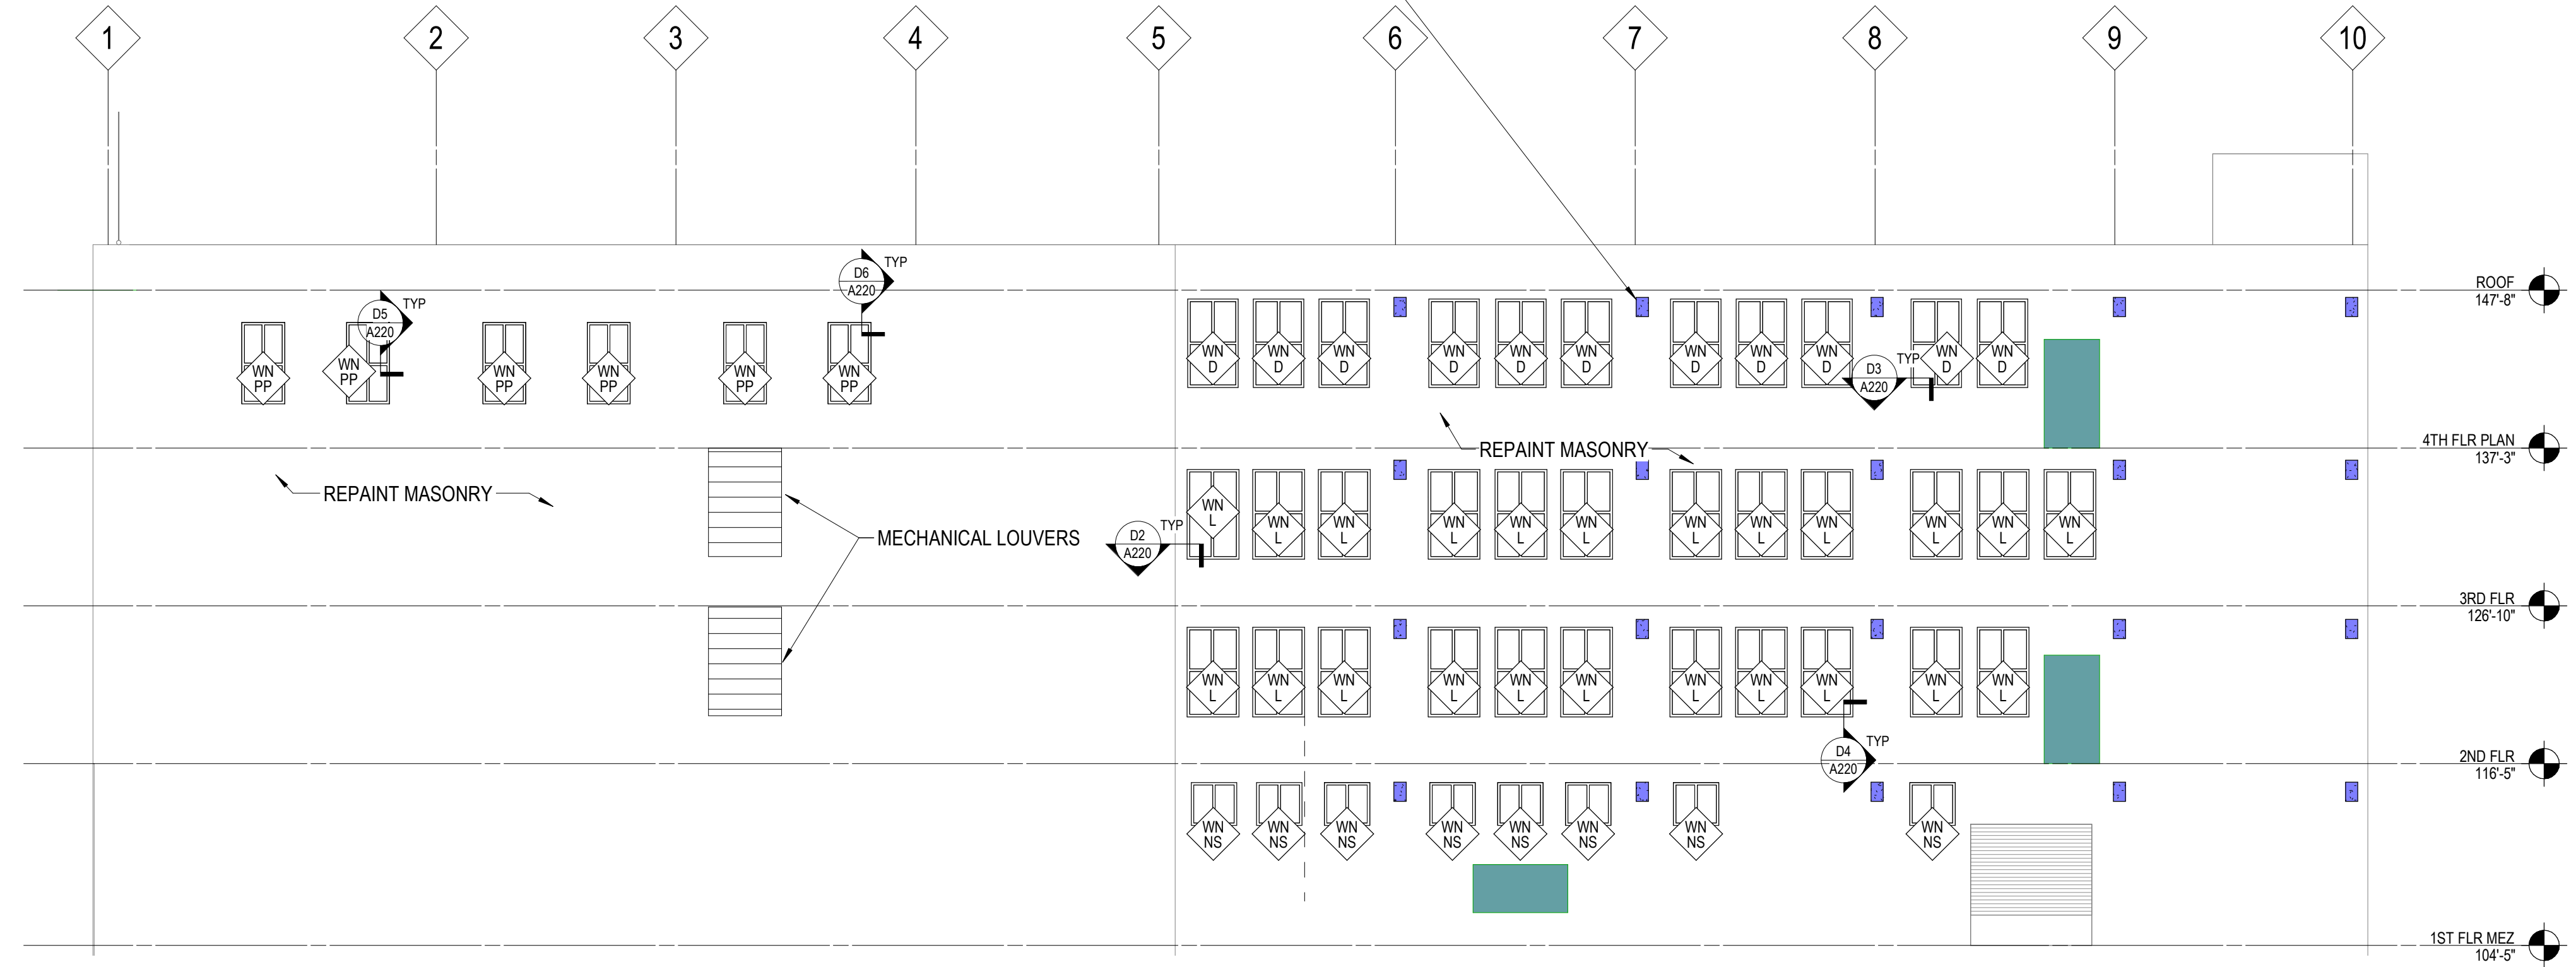 1 2 3 4 5 6 7 8 9 10
D6
A220
TYP
ROOF
147'-8"
D5
A220
TYP
WN
PP
WN
PP
WN
PP
WN
PP
WN
PP
WN
PP
WN
D
WN
D
WN
D
WN
D
WN
D
WN
D
WN
D
WN
D
WN
D
WN
D
WN
D
D3
A220
TYP
4TH FLR PLAN
137'-3"
REPAINT MASONRY
REPAINT MASONRY
MECHANICAL LOUVERS
D2
A220
TYP
WN
L
WN
L
WN
L
WN
L
WN
L
WN
L
WN
L
WN
L
WN
L
WN
L
WN
L
WN
L
3RD FLR
126'-10"
WN
L
WN
L
WN
L
WN
L
WN
L
WN
L
WN
L
WN
L
WN
L
WN
L
WN
L
D4
A220
TYP
2ND FLR
116'-5"
WN
NS
WN
NS
WN
NS
WN
NS
WN
NS
WN
NS
WN
NS
WN
NS
1ST FLR MEZ
104'-5"